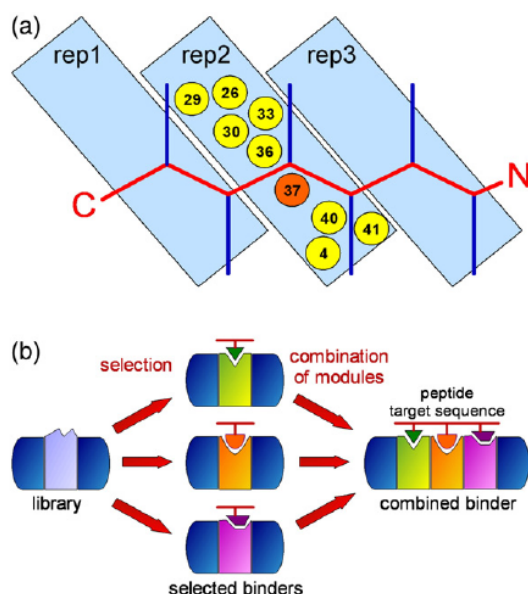 (a)
rep1 rep2 rep3
29 26 33
30
36
37
C N
40 41
4
(b)
selection
combination
of modules
peptide
target sequence
library
combined
binder
selected binders